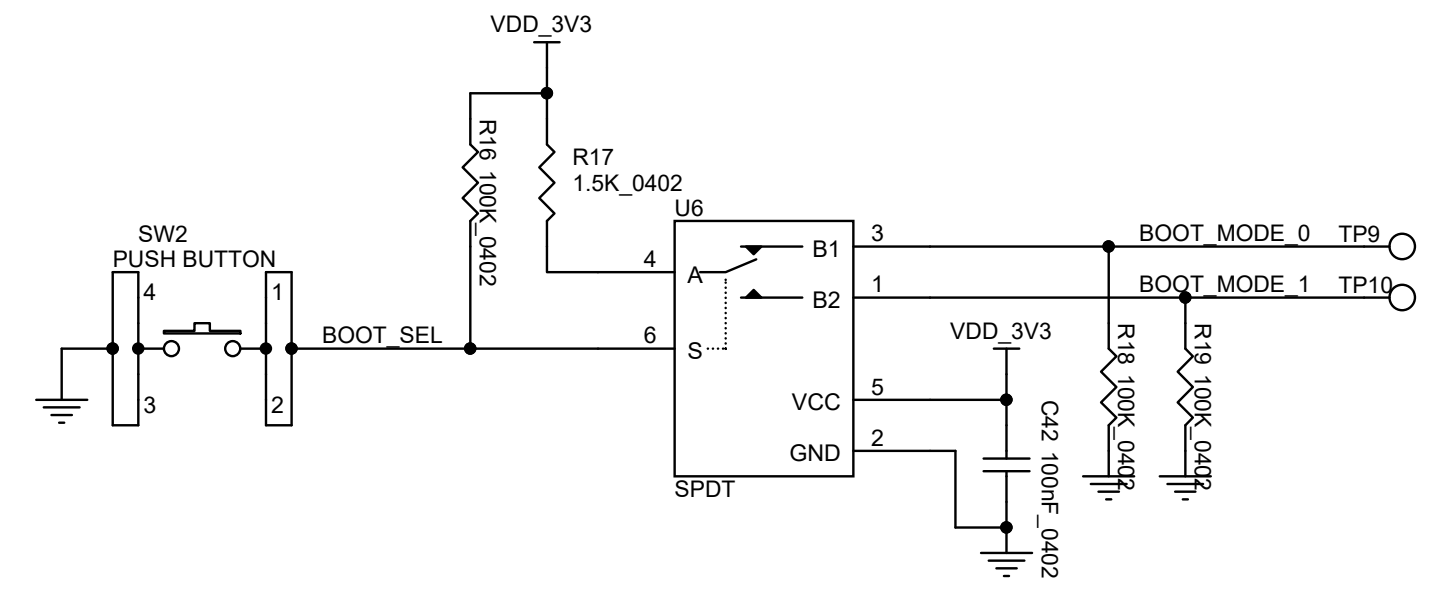 VDD_3V3
R16 100K_0402
R17
1.5K_0402
U6
SW2
PUSH BUTTON
4
1
3
2
BOOT_SEL
4
A
6
S
B1
3
BOOT_MODE_0
TP9
B2
1
BOOT_MODE_1
TP10
VDD_3V3
VCC
5
GND
2
SPDT
C42 100nF_0402
R18 100K_0402
R19 100K_0402